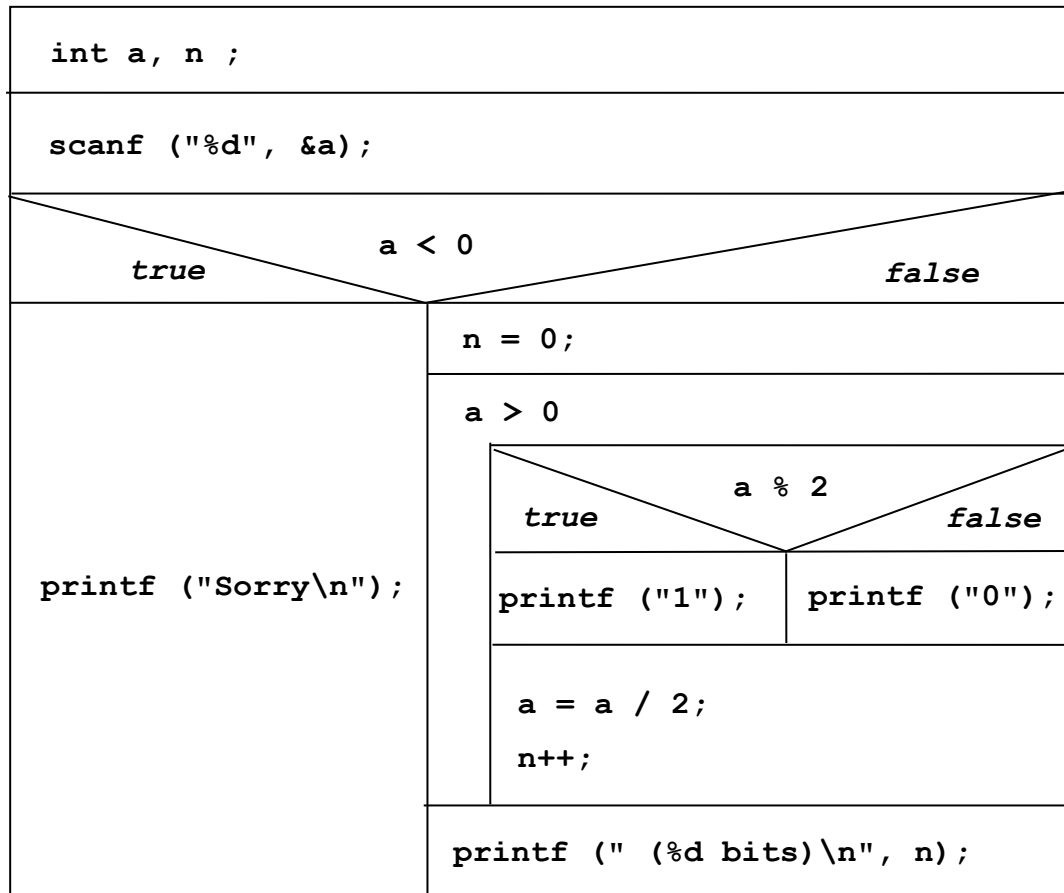 int a, n ;
scanf ("%d", &a);
a < 0
true
false
printf ("Sorry\n");
n = 0;
a > 0
a % 2
true
false
printf ("1");
printf ("0");
a = a / 2;
n++;
printf (" (%d bits)\n", n);